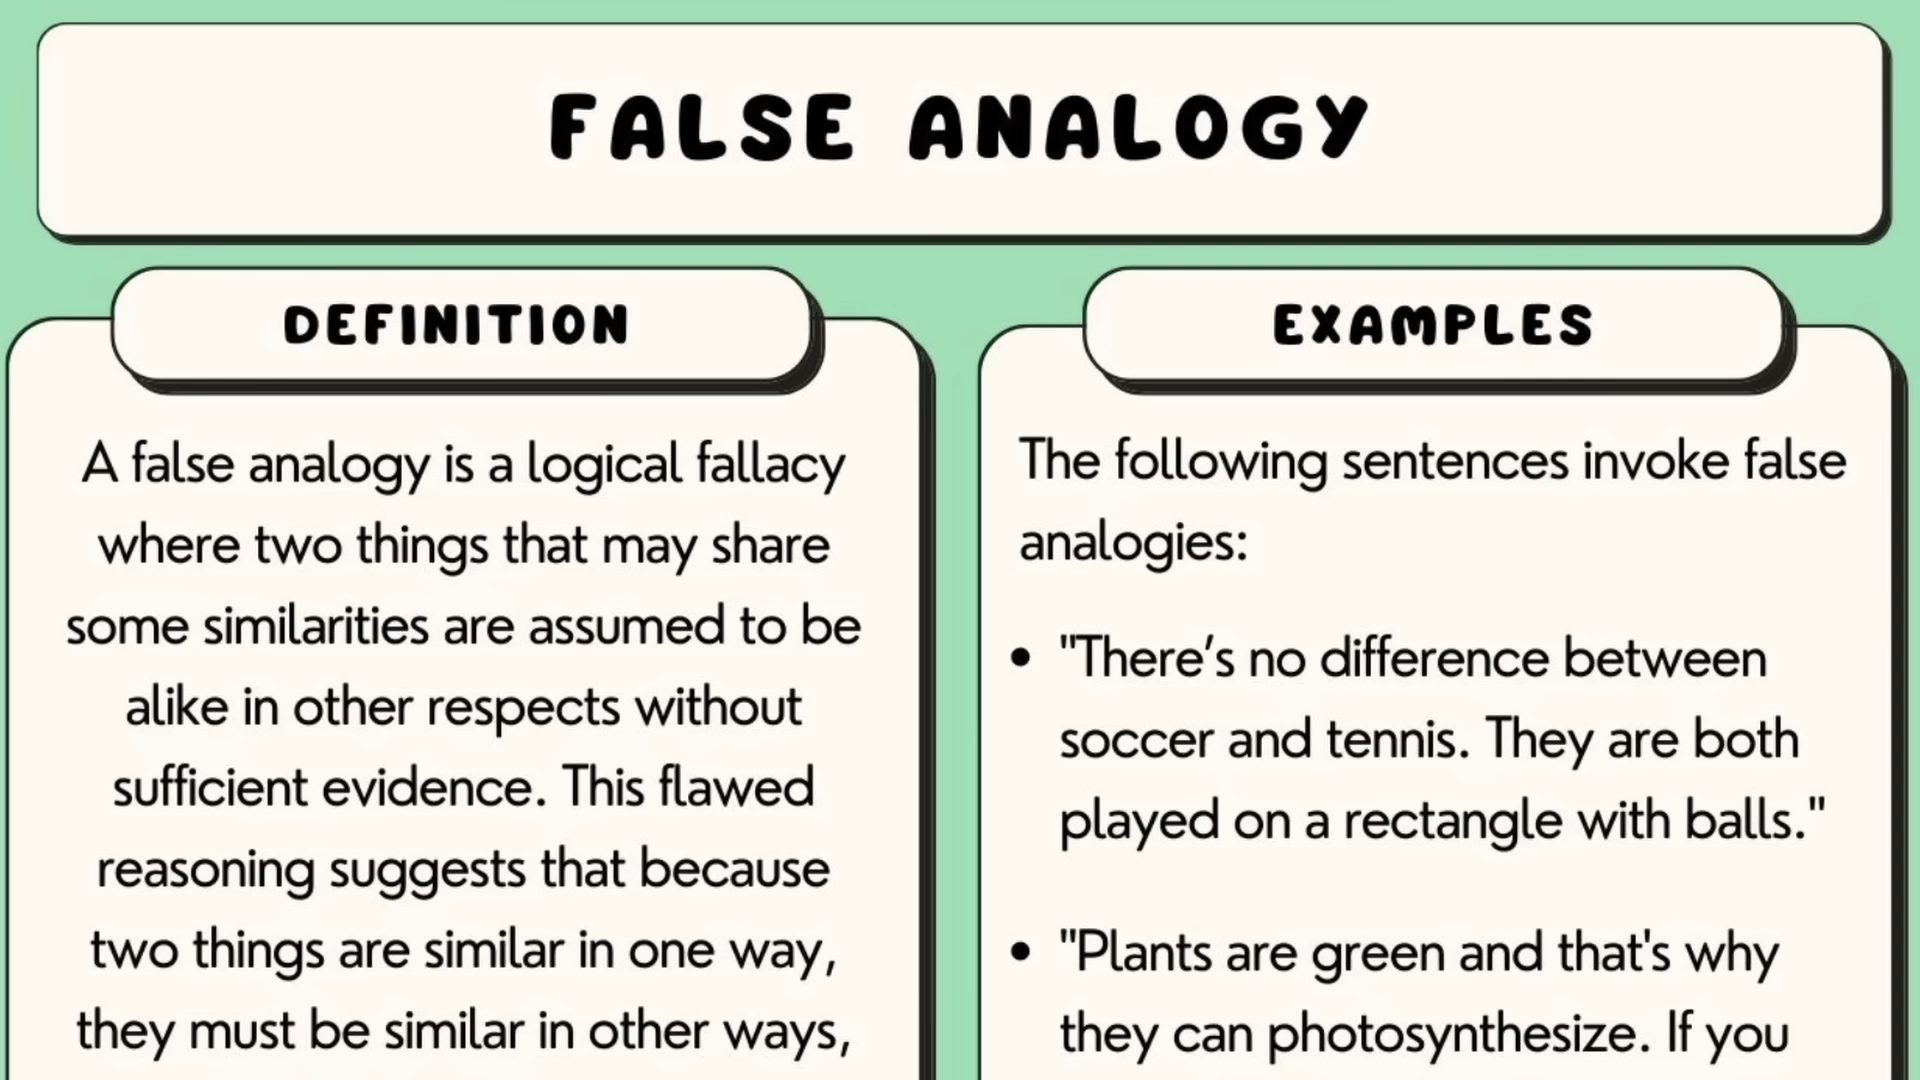 FALSE ANALOGY
DEFINITION
A false analogy is a logical fallacy
where two things that may share
some similarities are assumed to be
alike in other respects without
sufficient evidence. This flawed
reasoning suggests that because
two things are similar in one way,
they must be similar in other ways,
EXAMPLES
The following sentences invoke false
analogies:
• "There’s no difference between
soccer and tennis. They are both
played on a rectangle with balls."
• "Plants are green and that's why
they can photosynthesize. If you